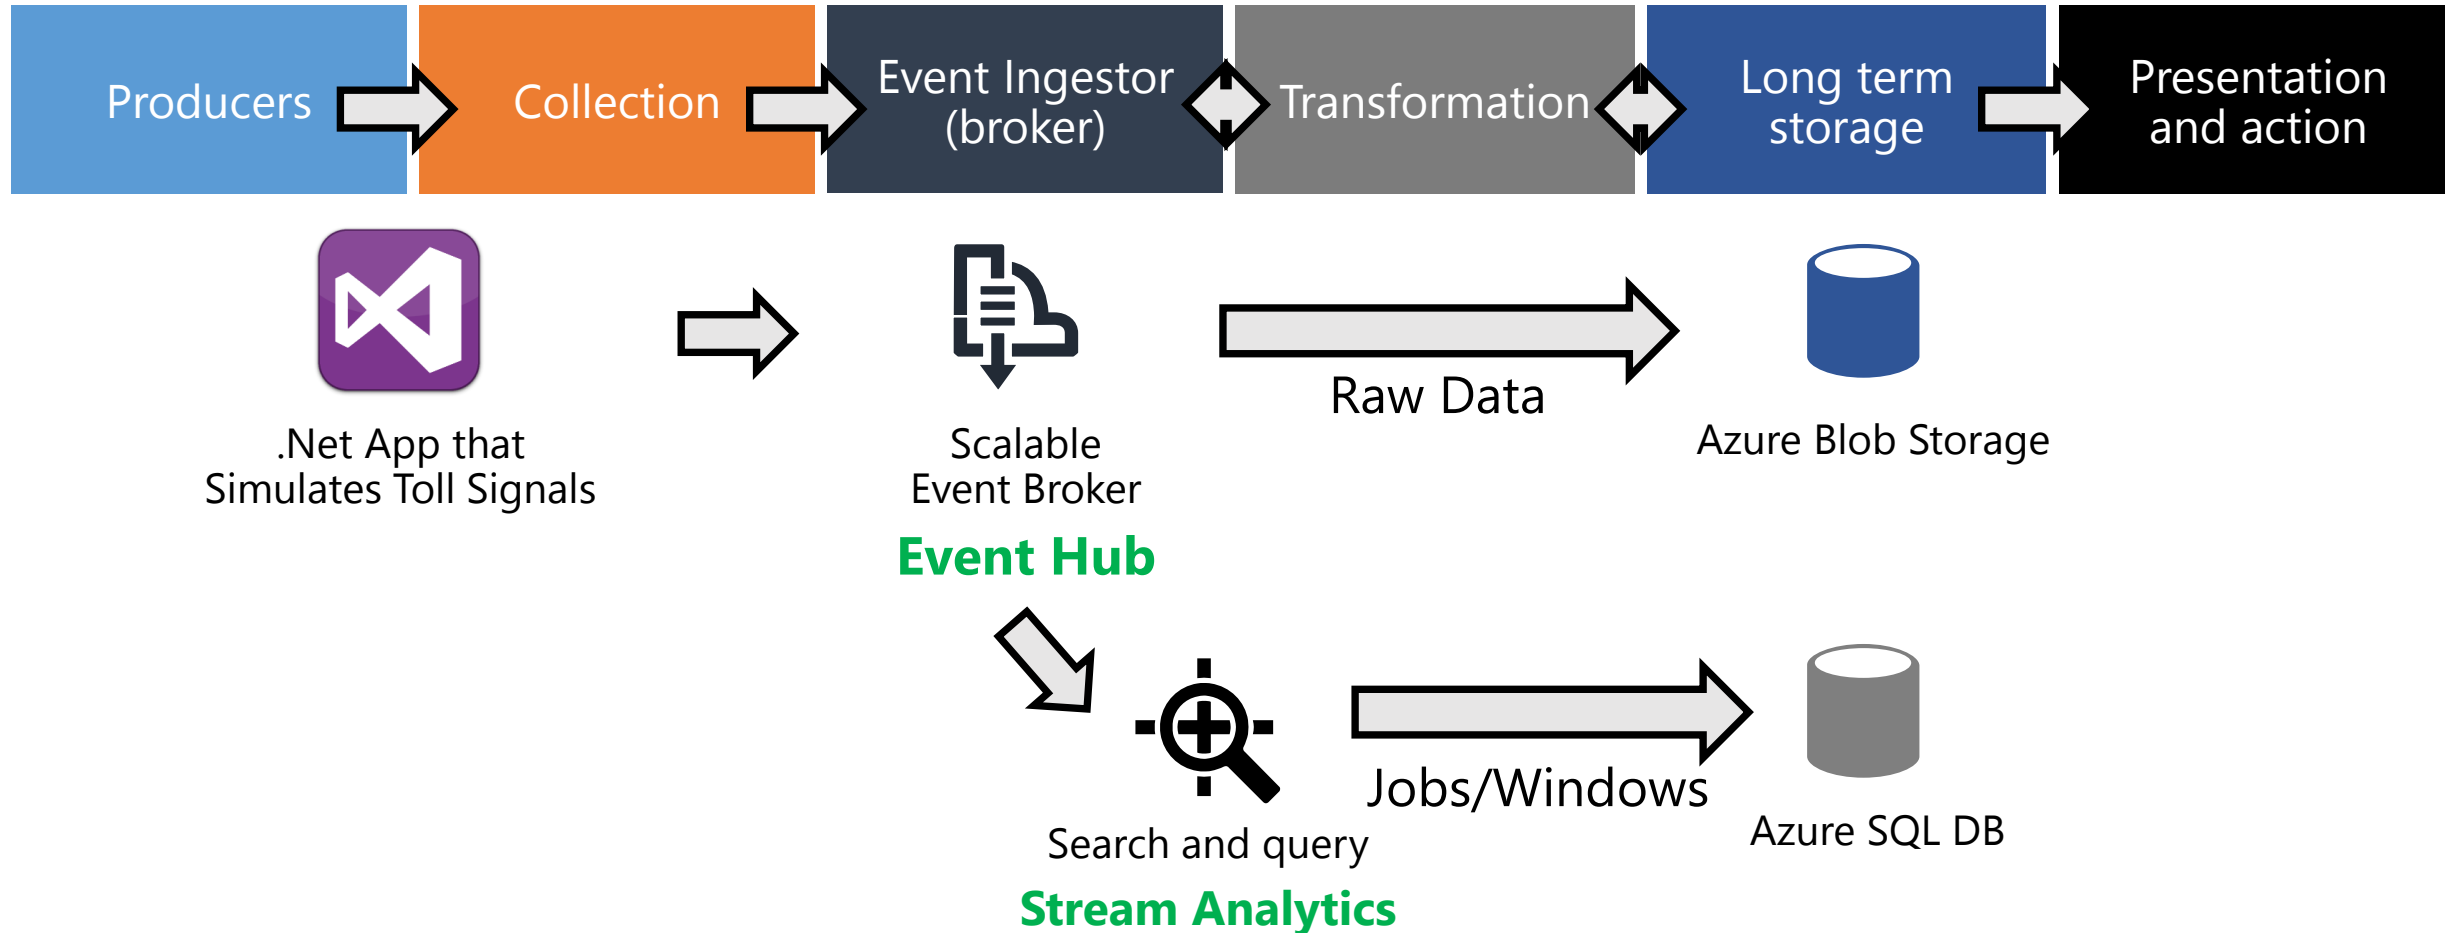 Producers
Collection
Event Ingestor
(broker)
Transformation
Long term
storage
Presentation
and action
.Net App that
Simulates Toll Signals
Scalable
Event Broker
Event Hub
Raw Data
Azure Blob Storage
Search and query
Stream Analytics
Jobs/Windows
Azure SQL DB